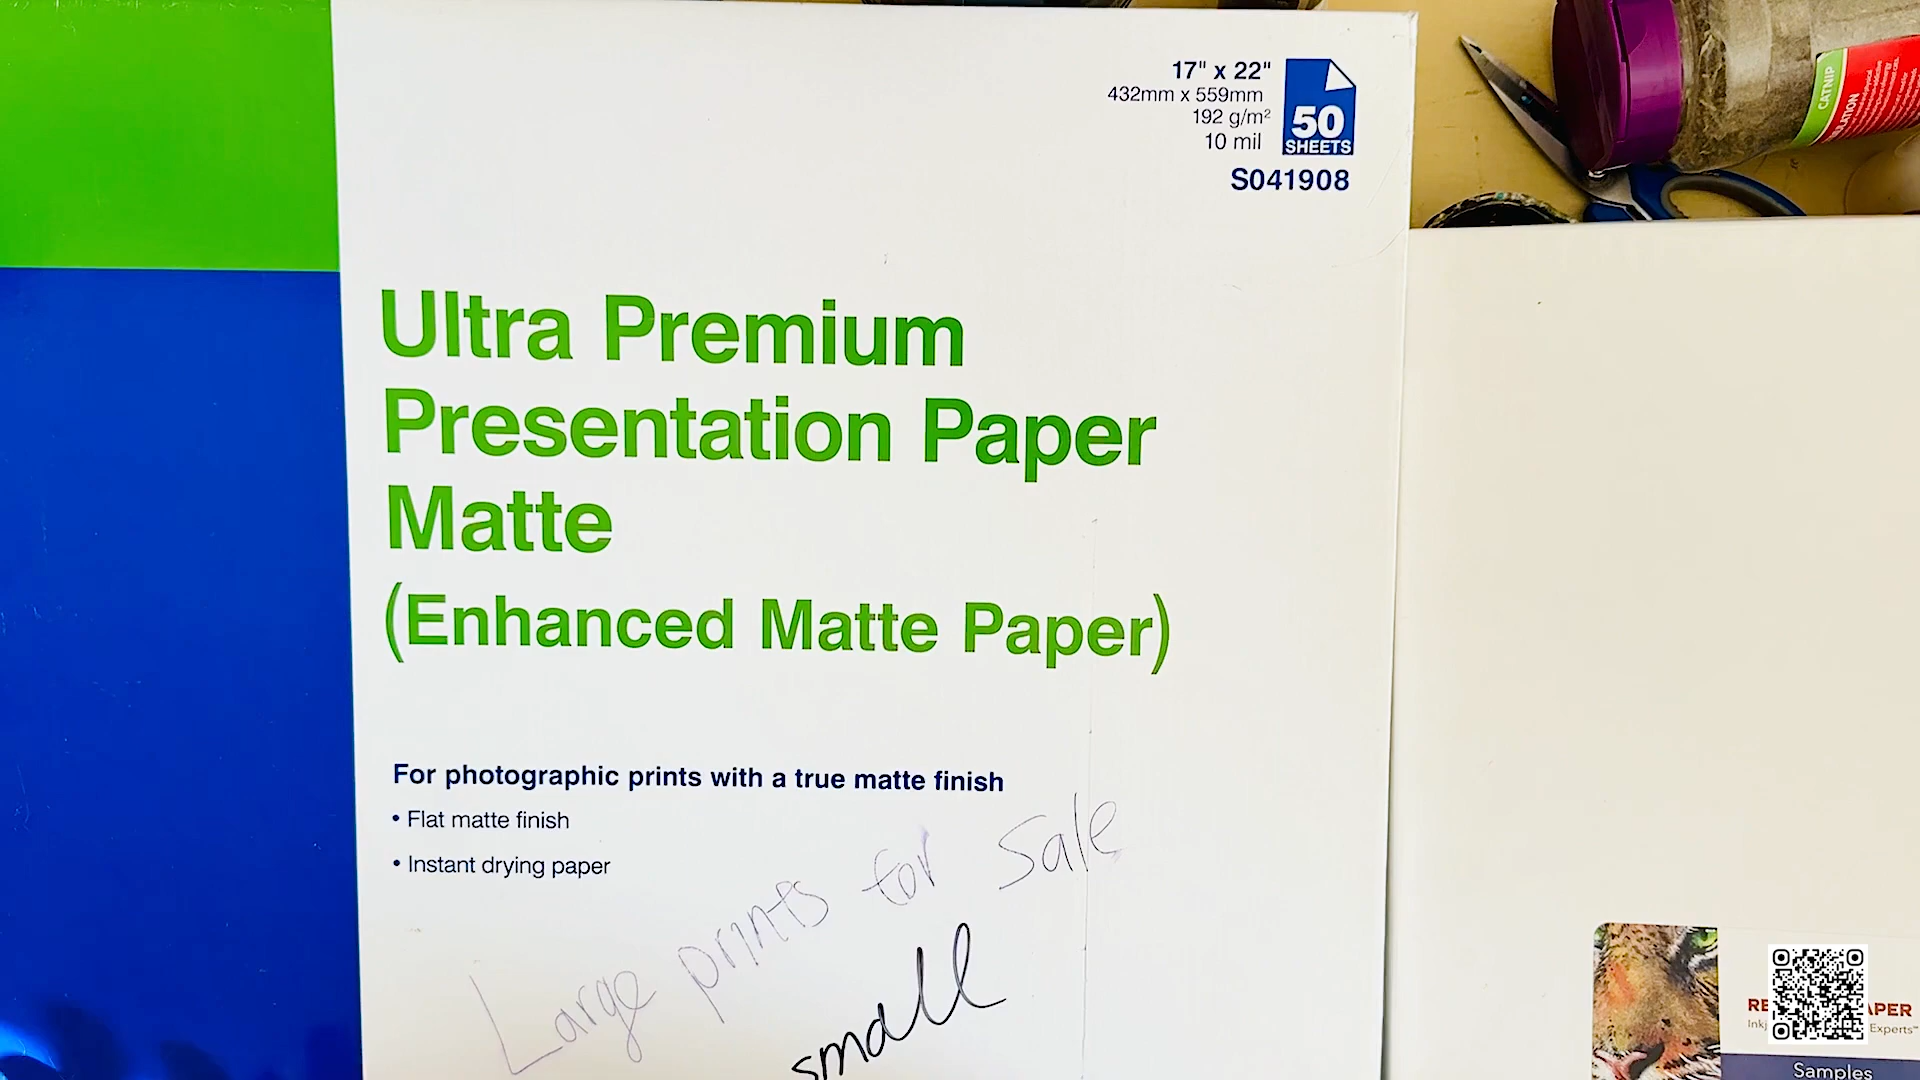 17" x 22"
432mm x 559mm
192 g/m²
10 mil
50
SHEETS
S041908
Ultra Premium
Presentation Paper
Matte
(Enhanced Matte Paper)
For photographic prints with a true matte finish
• Flat matte finish
• Instant drying paper
Large prints for Sale
small
CATNIP
Experts™
Samples